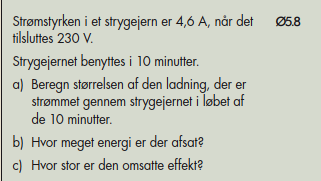 Strømstyrken i et strygejern er 4,6 A, når det Ø5.8
tilsluttes 230 V.
Strygejernet benyttes i 10 minutter.
a) Beregn størrelsen af den ladning, der er
strømmet gennem strygejernet i løbet af
de 10 minutter.
b) Hvor meget energi er der afsat?
c) Hvor stor er den omsatte effekt?